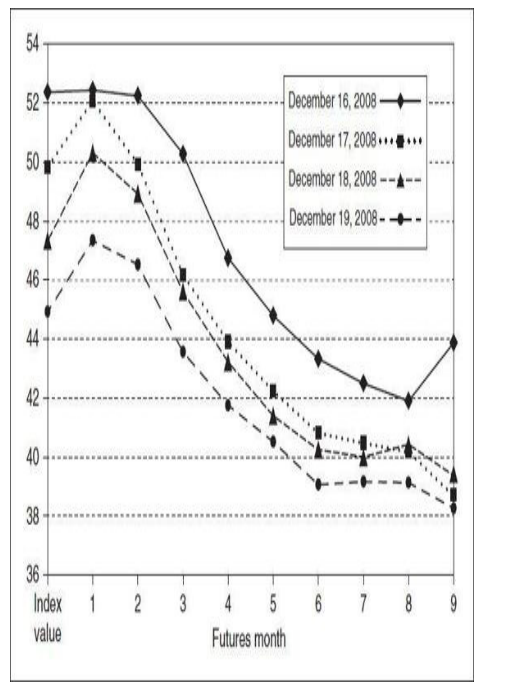 54
52
50
48
46
44
42
40
38
36
December 16, 2008
December 17, 2008
December 18, 2008
December 19, 2008
Index value
1 2 3 4 5 6 7 8 9
Futures month